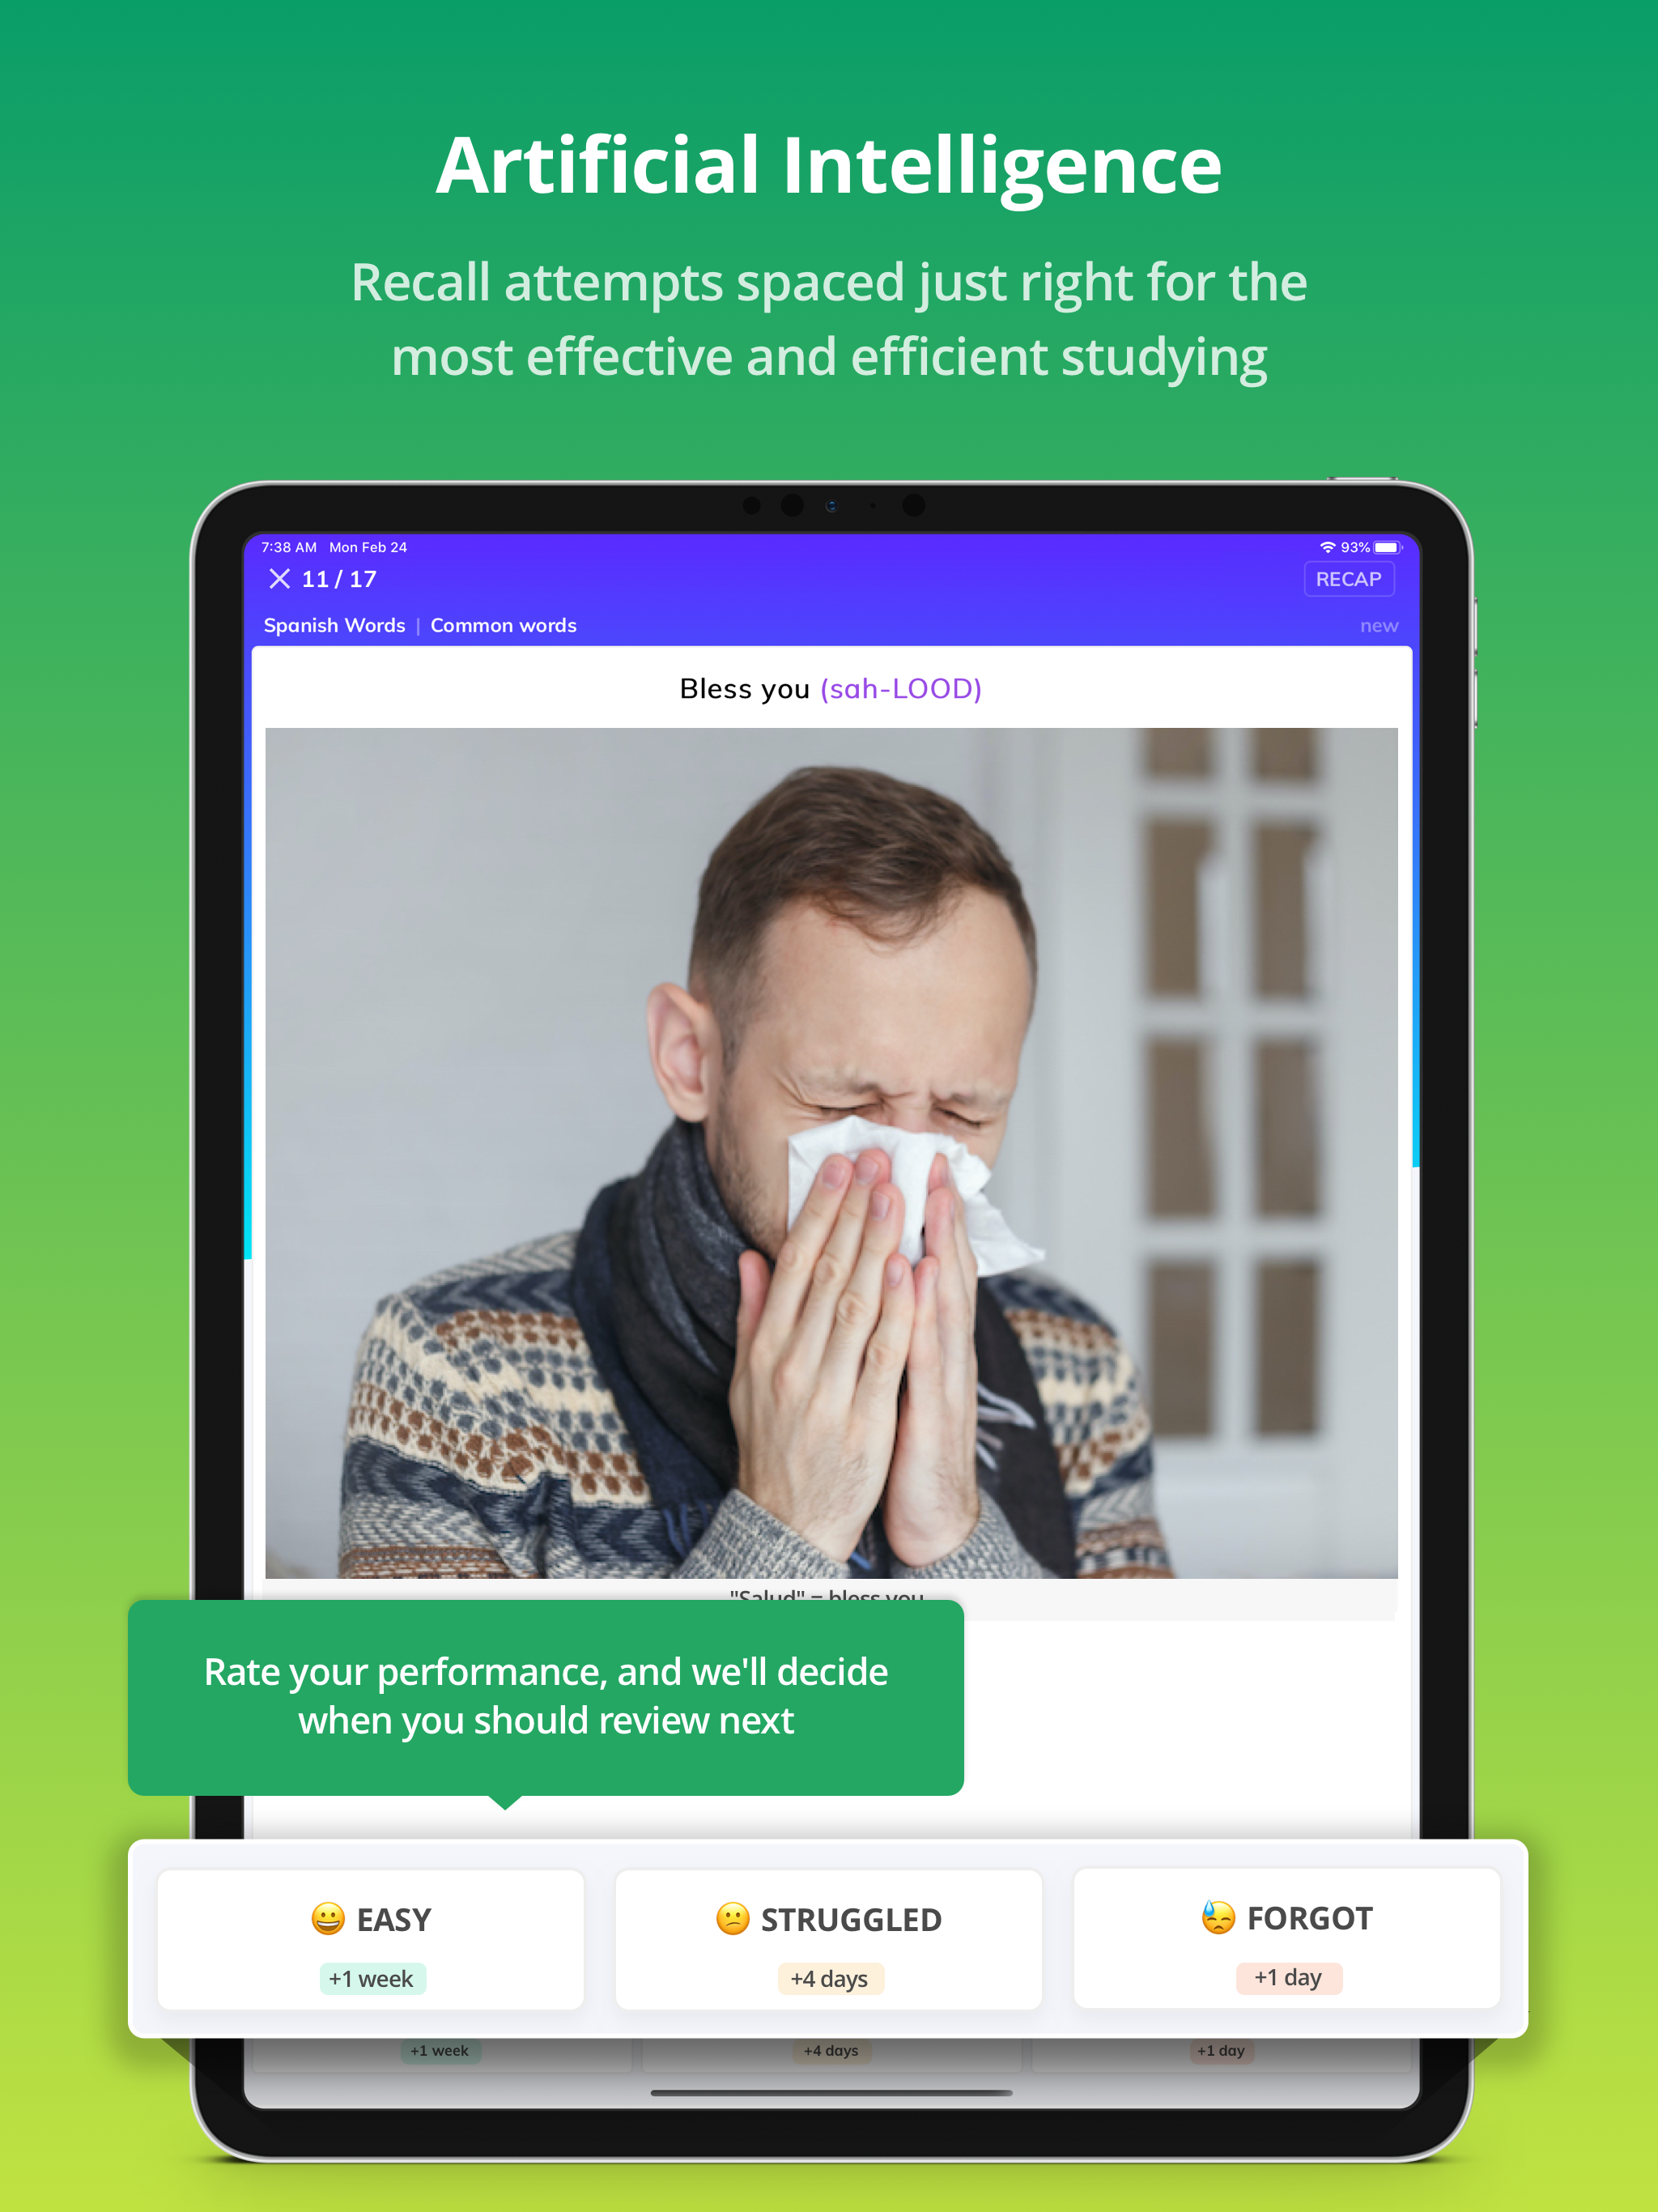 Artificial Intelligence
Recall attempts spaced just right for the
most effective and efficient studying
7:38 AM Mon Feb 24
93%
11 / 17
RECAP
Spanish Words | Common words
new
Bless you (sah-LOOD)
"Salud" = bless you
Rate your performance, and we'll decide
when you should review next
😀 EASY
😕 STRUGGLED
😓 FORGOT
+1 week
+4 days
+1 day
+1 week
+4 days
+1 day